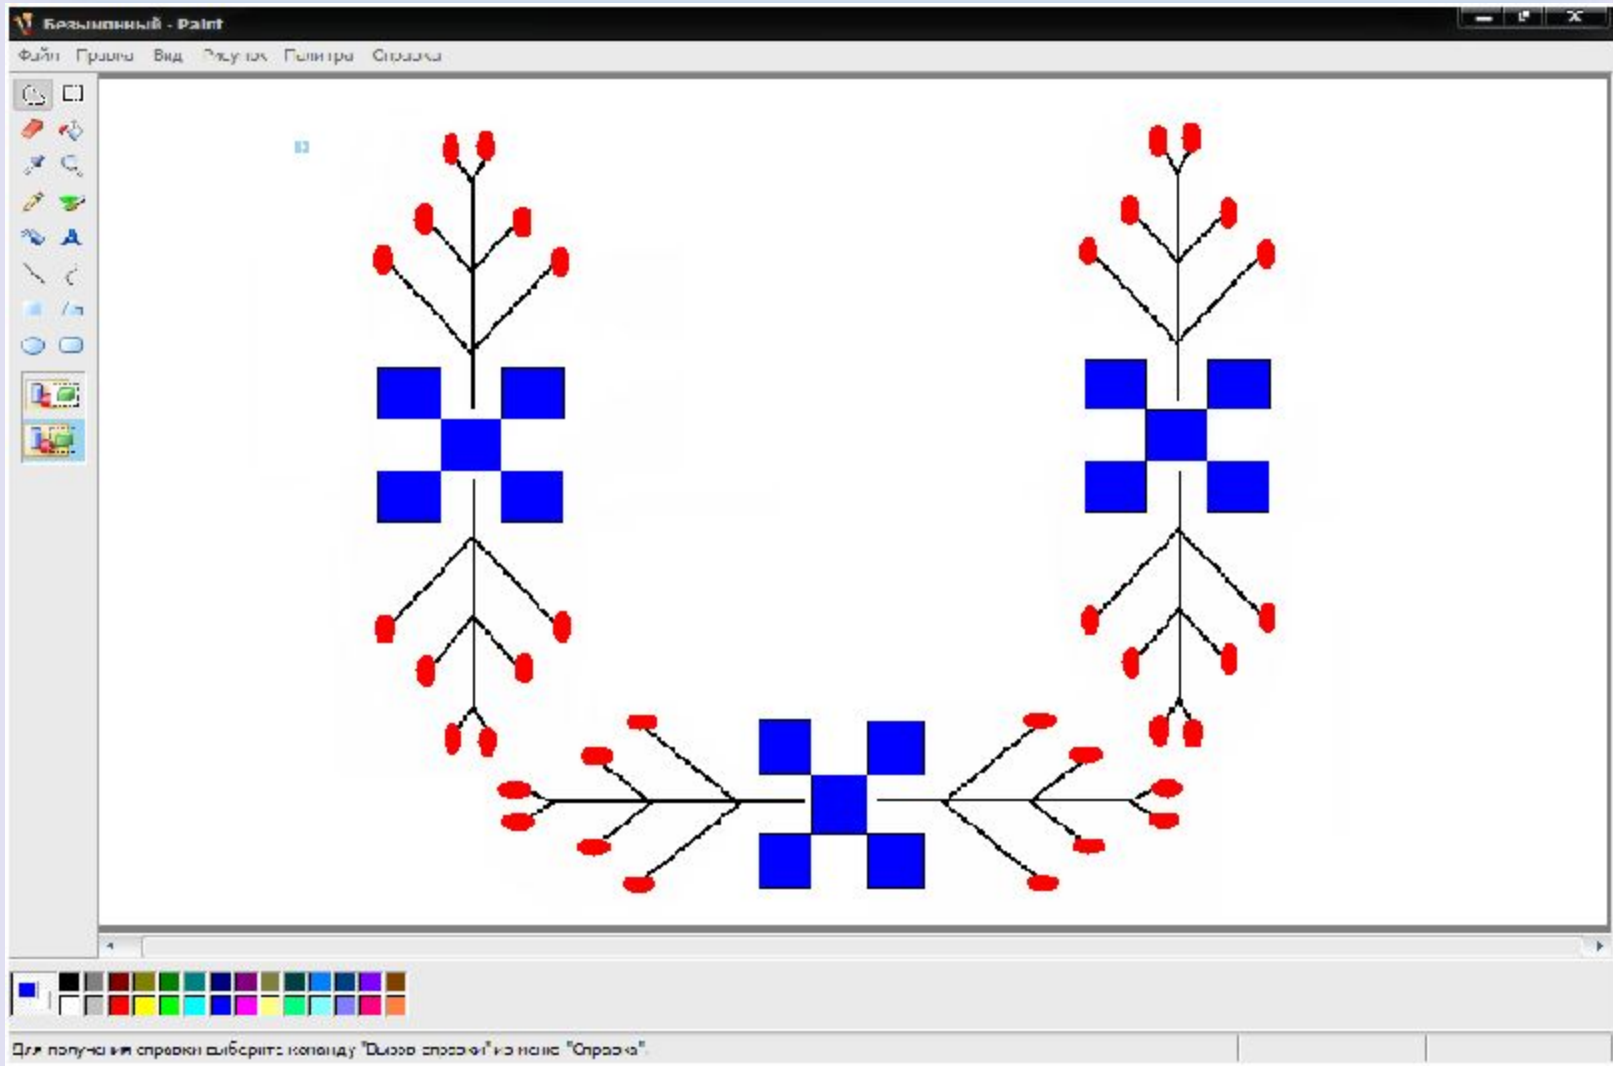 Безымянный - Paint
Файл Правка Вид Рисунок Палитра Справка
A
Для получения справки выберите команду "Вызов справки" из меню "Справка".